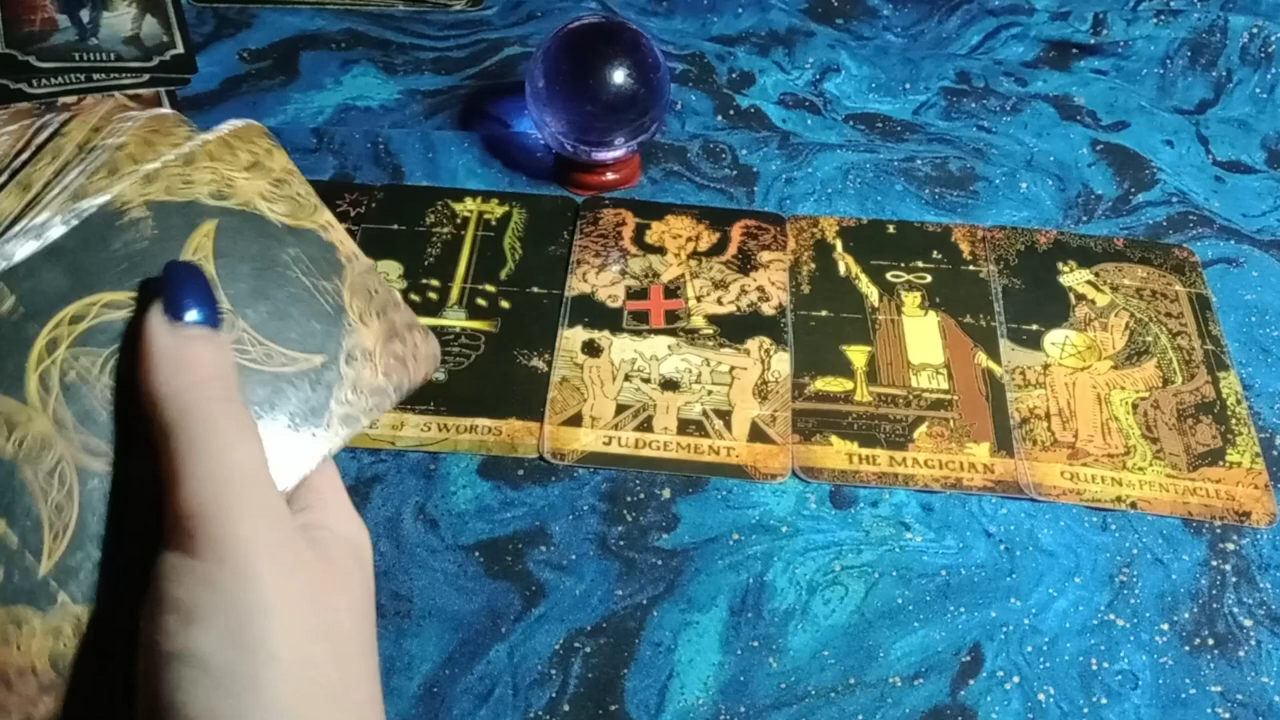 THIEF
FAMILY ROOM
E of SWORDS.
JUDGEMENT.
I
THE MAGICIAN
QUEEN of PENTACLES.